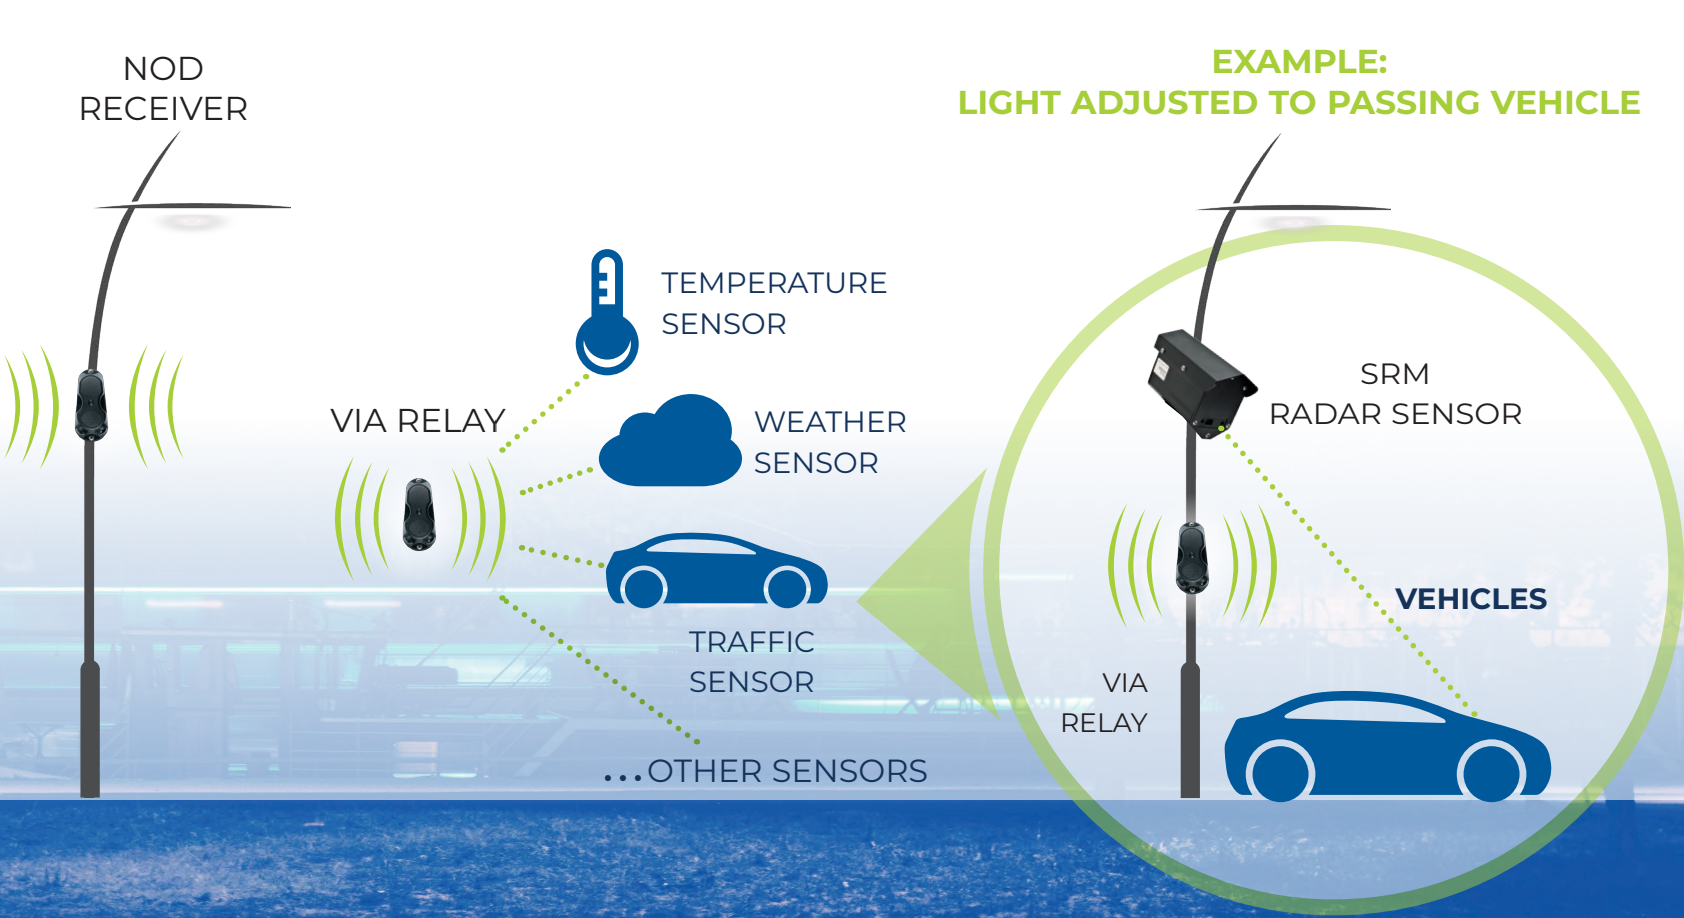 NOD
RECEIVER
EXAMPLE:
LIGHT ADJUSTED TO PASSING VEHICLE
TEMPERATURE
SENSOR
VIA RELAY
WEATHER
SENSOR
TRAFFIC
SENSOR
...OTHER SENSORS
SRM
RADAR SENSOR
VEHICLES
VIA
RELAY